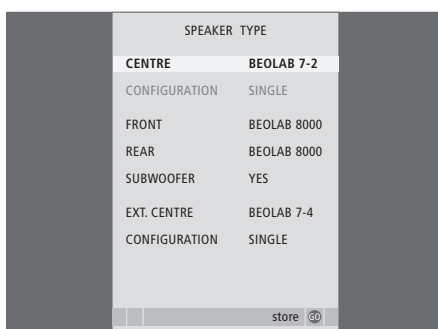 SPEAKER TYPE
CENTRE BEOLAB 7-2
CONFIGURATION SINGLE
FRONT BEOLAB 8000
REAR BEOLAB 8000
SUBWOOFER YES
EXT. CENTRE BEOLAB 7-4
CONFIGURATION SINGLE
store GO